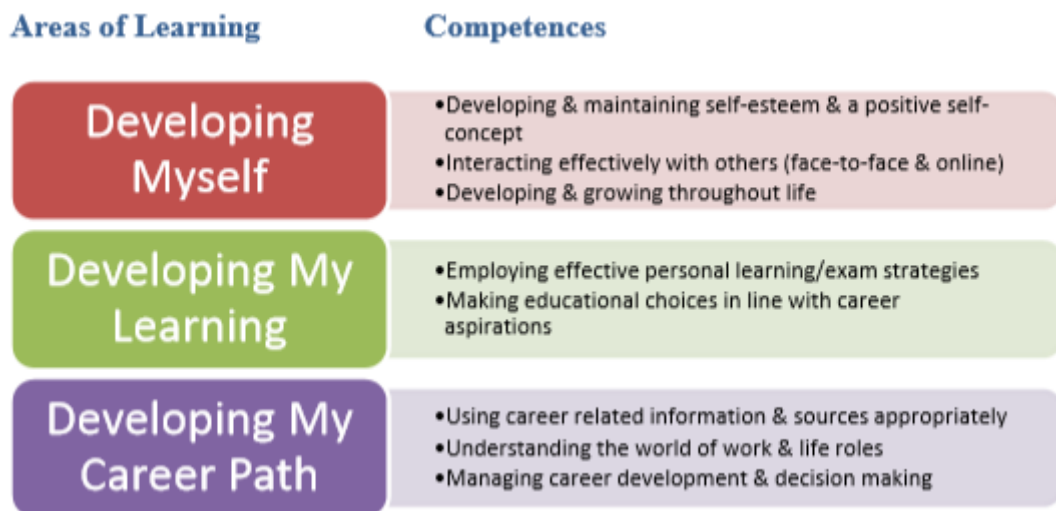 Areas of Learning
Competences
Developing
Myself
•Developing & maintaining self-esteem & a positive self-
concept
•Interacting effectively with others (face-to-face & online)
•Developing & growing throughout life
Developing My
Learning
•Employing effective personal learning/exam strategies
•Making educational choices in line with career
aspirations
Developing My
Career Path
•Using career related information & sources appropriately
•Understanding the world of work & life roles
•Managing career development & decision making